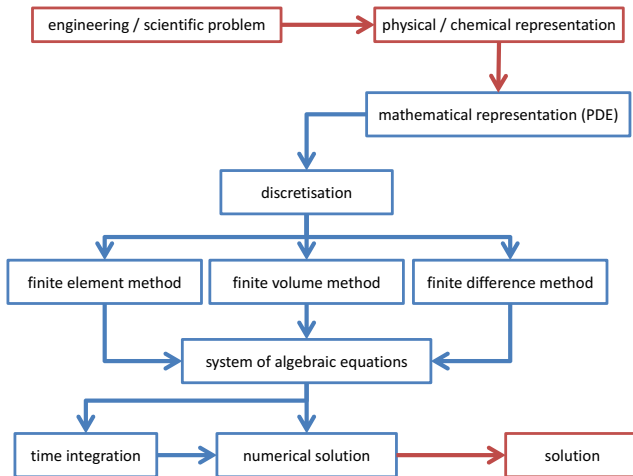 engineering / scientific problem
physical / chemical representation
mathematical representation (PDE)
discretisation
finite element method
finite volume method
finite difference method
system of algebraic equations
time integration
numerical solution
solution